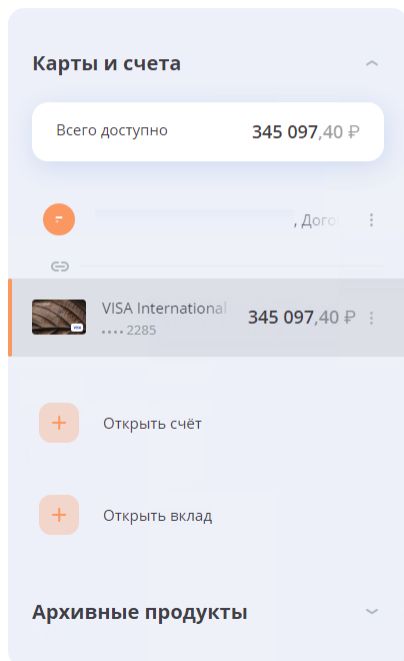 Карты и счета
Всего доступно 345 097,40 ₽
, Дого
VISA International 345 097,40 ₽
•••• 2285
Открыть счёт
Открыть вклад
Архивные продукты